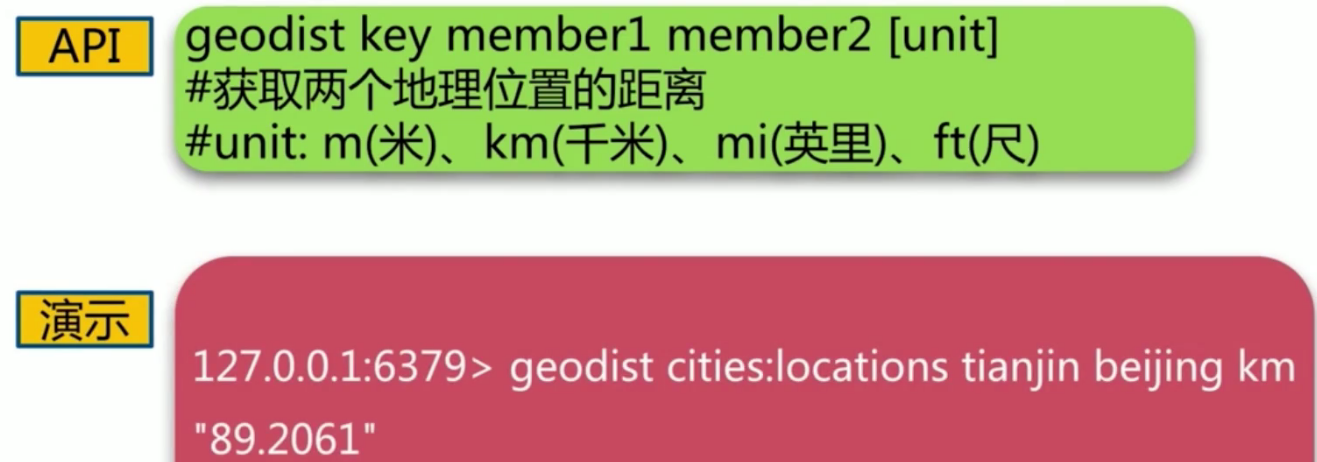 API
geodist key member1 member2 [unit]
#获取两个地理位置的距离
#unit: m(米)、km(千米)、mi(英里)、ft(尺)
演示
127.0.0.1:6379> geodist cities:locations tianjin beijing km
"89.2061"